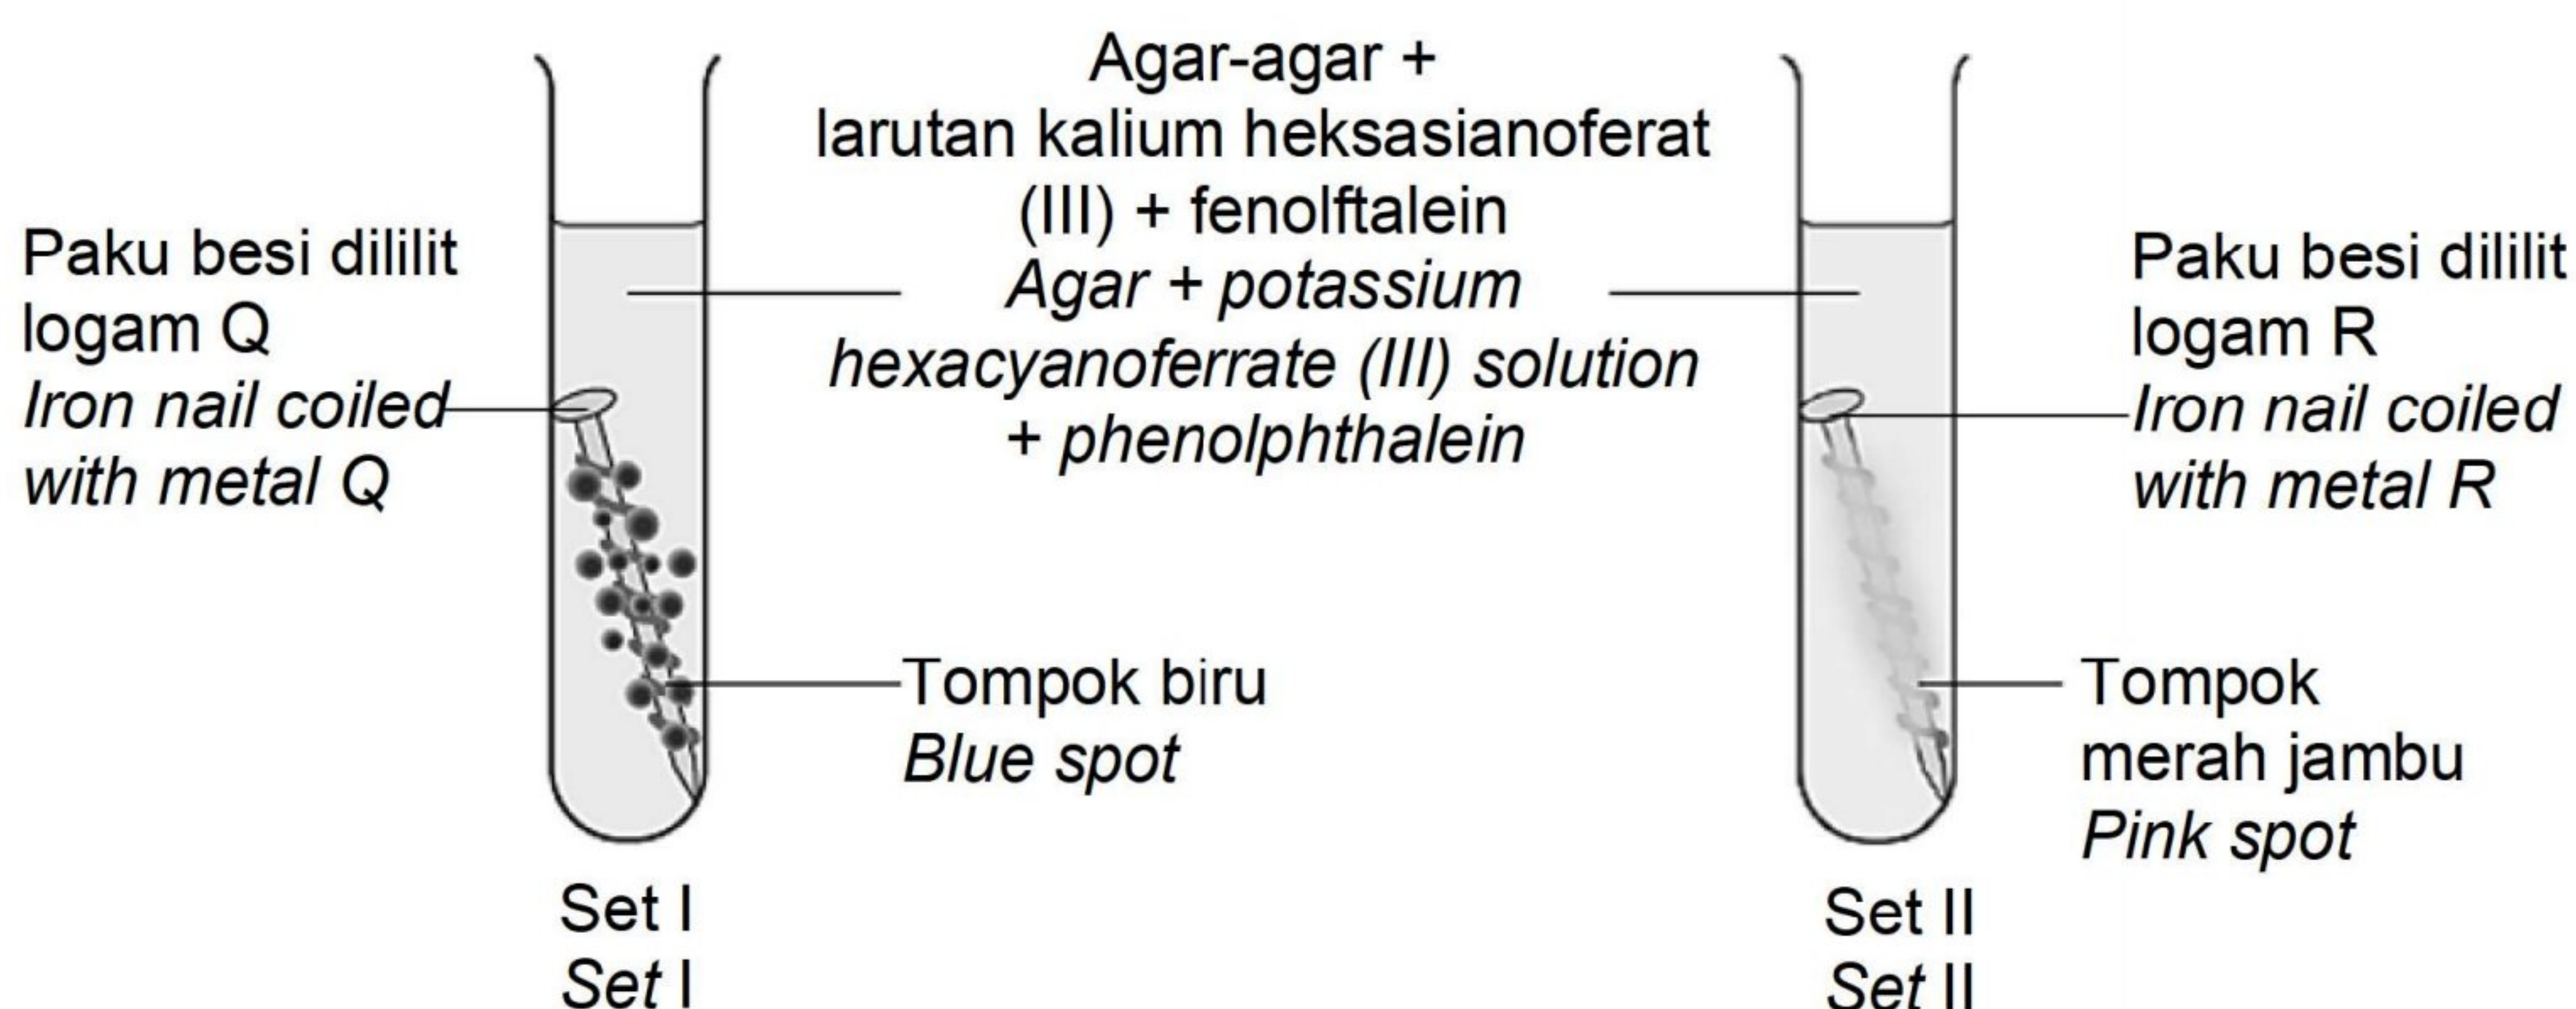 Agar-agar +
larutan kalium heksasianoferat
(III) + fenolftalein
Agar + potassium
hexacyanoferrate (III) solution
+ phenolphthalein
Paku besi dililit
logam Q
Iron nail coiled
with metal Q
Paku besi dililit
logam R
Iron nail coiled
with metal R
Tompok biru
Blue spot
Tompok
merah jambu
Pink spot
Set I
Set I
Set II
Set II